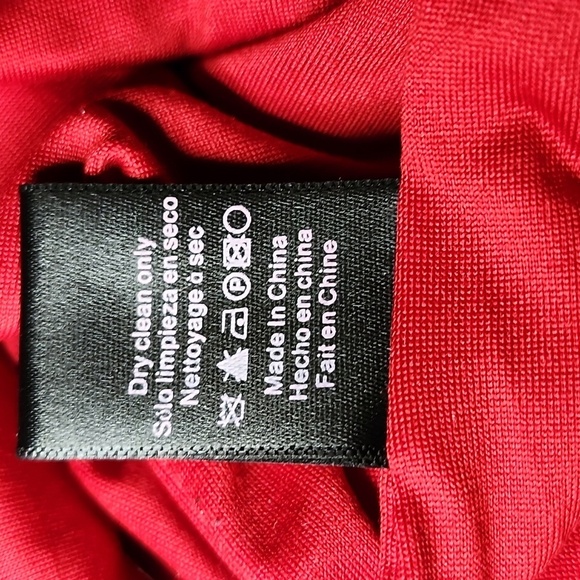 Dry clean only
Solo limpieza en seco
Nettoyage à sec
P
Made In China
Hecho en china
Fait en Chine